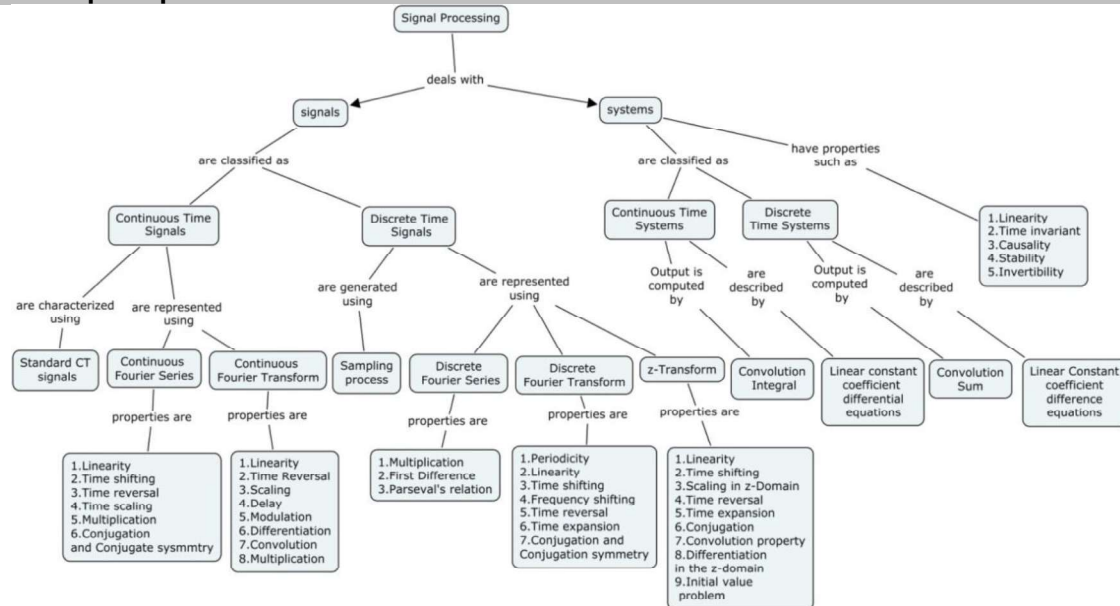 Signal Processing
deals with
signals
systems
are classified as
are classified as
have properties
such as
Continuous Time
Signals
Discrete Time
Signals
Continuous Time
Systems
Discrete
Time Systems
1.Linearity
2.Time invariant
3.Causality
4.Stability
5.Invertibility
are characterized
using
are represented
using
are generated
using
are represented
using
Output is
computed
by
are
described
by
Output is
computed
by
are
described
by
Standard CT
signals
Continuous
Fourier Series
Continuous
Fourier Transform
Sampling
process
Discrete
Fourier Series
Discrete
Fourier Transform
z-Transform
Convolution
Integral
Linear constant
coefficient
differential
equations
Convolution
Sum
Linear Constant
coefficient
difference
equations
properties are
properties are
properties are
properties are
properties are
1.Linearity
2.Time shifting
3.Time reversal
4.Time scaling
5.Multiplication
6.Conjugation
and Conjugate sysmmtry
1.Linearity
2.Time Reversal
3.Scaling
4.Delay
5.Modulation
6.Differentiation
7.Convolution
8.Multiplication
1.Multiplication
2.First Difference
3.Parseval's relation
1.Periodicity
2.Linearity
3.Time shifting
4.Frequency shifting
5.Time reversal
6.Time expansion
7.Conjugation and
Conjugation symmetry
1.Linearity
2.Time shifting
3.Scaling in z-Domain
4.Time reversal
5.Time expansion
6.Conjugation
7.Convolution property
8.Differentiation
in the z-domain
9.Initial value
problem